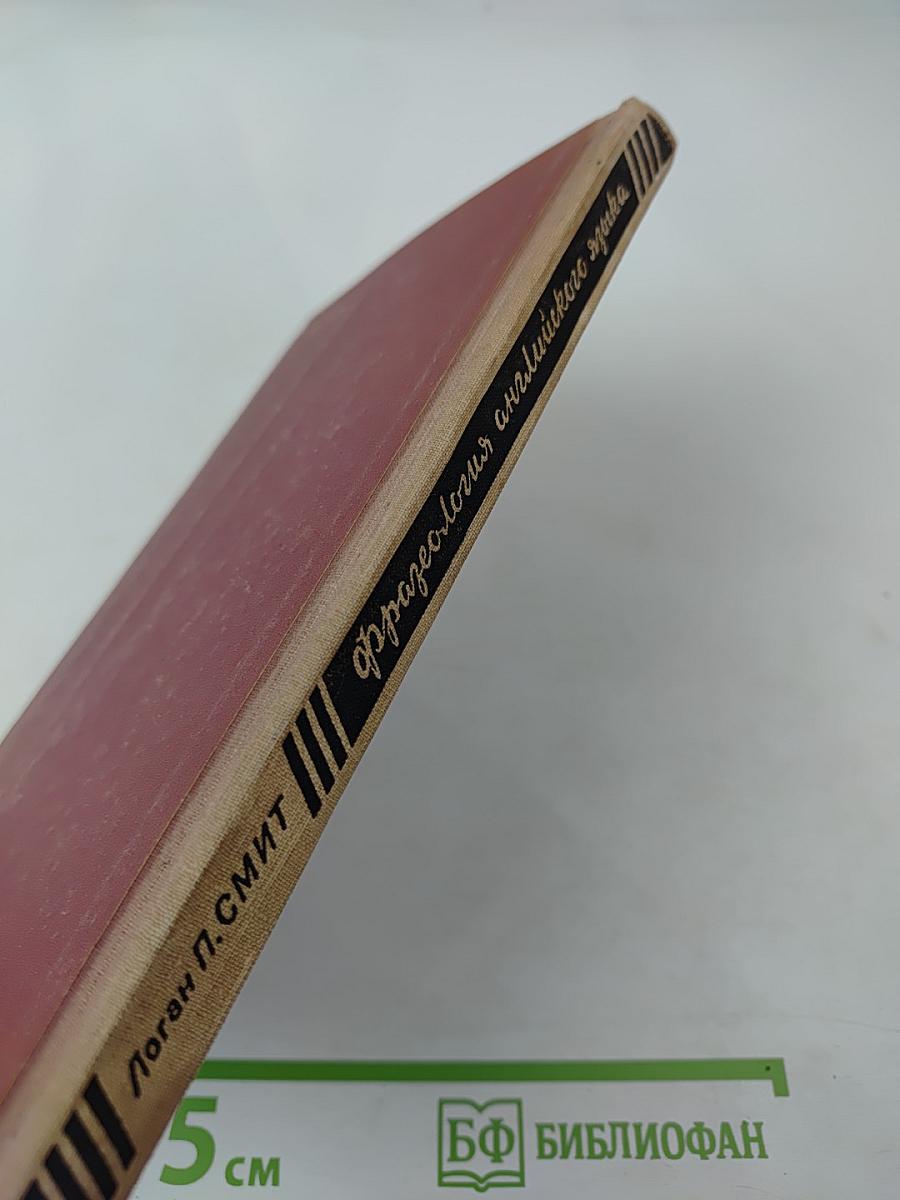 Логан П. СМИТ
Фразеология английского языка
5 см
БФ БИБЛИОФАН